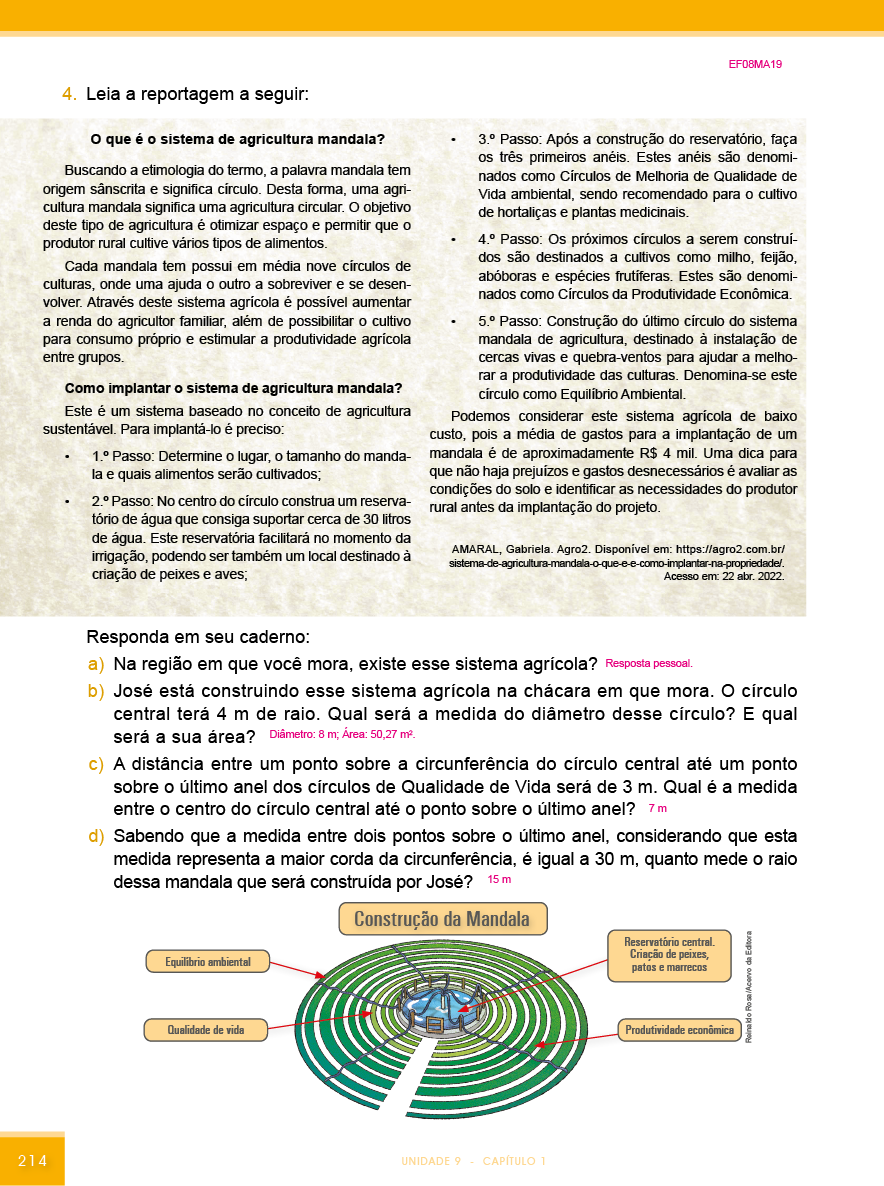 EF08MA19
4. Leia a reportagem a seguir:
O que é o sistema de agricultura mandala?
Buscando a etimologia do termo, a palavra mandala tem
origem sânscrita e significa círculo. Desta forma, uma agri-
cultura mandala significa uma agricultura circular. O objetivo
deste tipo de agricultura é otimizar espaço e permitir que o
produtor rural cultive vários tipos de alimentos.
Cada mandala tem possui em média nove círculos de
culturas, onde uma ajuda o outro a sobreviver e se desen-
volver. Através deste sistema agrícola é possível aumentar
a renda do agricultor familiar, além de possibilitar o cultivo
para consumo próprio e estimular a produtividade agrícola
entre grupos.
Como implantar o sistema de agricultura mandala?
Este é um sistema baseado no conceito de agricultura
sustentável. Para implantá-lo é preciso:
• 1.º Passo: Determine o lugar, o tamanho do manda-
la e quais alimentos serão cultivados;
• 2.º Passo: No centro do círculo construa um reserva-
tório de água que consiga suportar cerca de 30 litros
de água. Este reservatória facilitará no momento da
irrigação, podendo ser também um local destinado à
criação de peixes e aves;
• 3.º Passo: Após a construção do reservatório, faça
os três primeiros anéis. Estes anéis são denomi-
nados como Círculos de Melhoria de Qualidade de
Vida ambiental, sendo recomendado para o cultivo
de hortaliças e plantas medicinais.
• 4.º Passo: Os próximos círculos a serem construí-
dos são destinados a cultivos como milho, feijão,
abóboras e espécies frutíferas. Estes são denomi-
nados como Círculos da Produtividade Econômica.
• 5.º Passo: Construção do último círculo do sistema
mandala de agricultura, destinado à instalação de
cercas vivas e quebra-ventos para ajudar a melho-
rar a produtividade das culturas. Denomina-se este
círculo como Equilíbrio Ambiental.
Podemos considerar este sistema agrícola de baixo
custo, pois a média de gastos para a implantação de um
mandala é de aproximadamente R$ 4 mil. Uma dica para
que não haja prejuízos e gastos desnecessários é avaliar as
condições do solo e identificar as necessidades do produtor
rural antes da implantação do projeto.
AMARAL, Gabriela. Agro2. Disponível em: https://agro2.com.br/
sistema-de-agricultura-mandala-o-que-e-e-como-implantar-na-propriedade/.
Acesso em: 22 abr. 2022.
Responda em seu caderno:
a) Na região em que você mora, existe esse sistema agrícola? Resposta pessoal.
b) José está construindo esse sistema agrícola na chácara em que mora. O círculo
central terá 4 m de raio. Qual será a medida do diâmetro desse círculo? E qual
será a sua área? Diâmetro: 8 m; Área: 50,27 m².
c) A distância entre um ponto sobre a circunferência do círculo central até um ponto
sobre o último anel dos círculos de Qualidade de Vida será de 3 m. Qual é a medida
entre o centro do círculo central até o ponto sobre o último anel? 7 m
d) Sabendo que a medida entre dois pontos sobre o último anel, considerando que esta
medida representa a maior corda da circunferência, é igual a 30 m, quanto mede o raio
dessa mandala que será construída por José? 15 m
Construção da Mandala
Equilíbrio ambiental
Reservatório central.
Criação de peixes,
patos e marrecos
Qualidade de vida
Produtividade econômica
Reinaldo Rosa/Acervo da Editora
214
UNIDADE 9 - CAPÍTULO 1